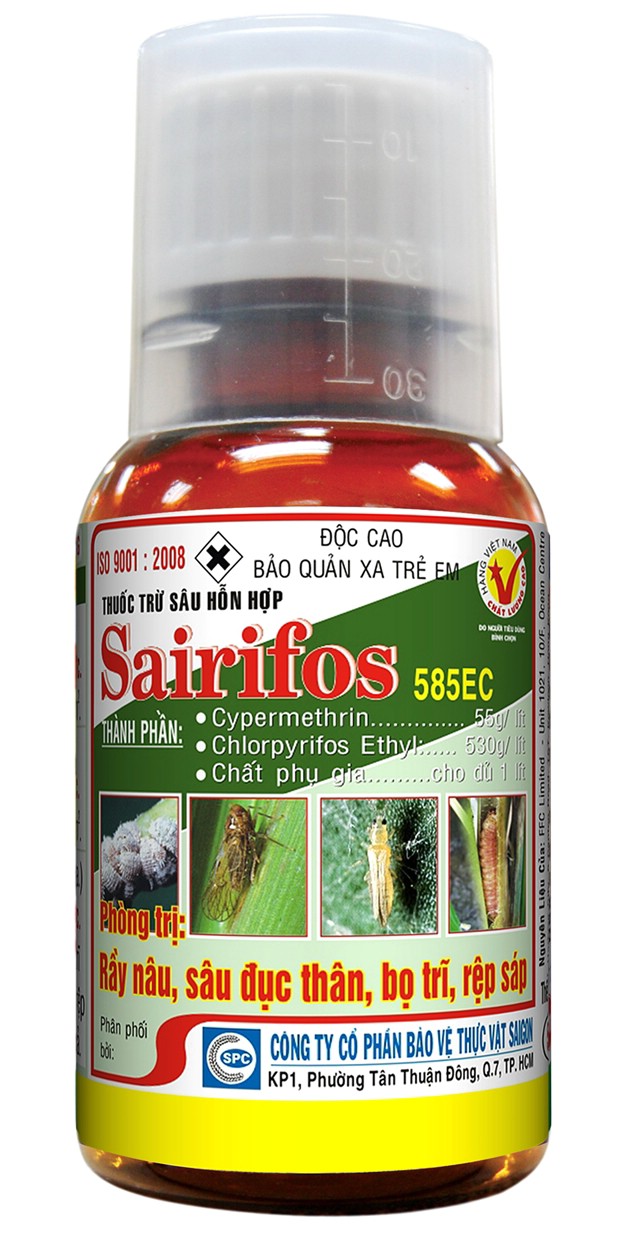 10
20
30
ISO 9001 : 2008
ĐỘC CAO
BẢO QUẢN XA TRẺ EM
HÀNG VIỆT NAM
CHẤT LƯỢNG CAO
DO NGƯỜI TIÊU DÙNG
BÌNH CHỌN
THUỐC TRỪ SÂU HỖN HỢP
Sairifos 585EC
THÀNH PHẦN:
• Cypermethrin.............. 55g/ lít
• Chlorpyrifos Ethyl:..... 530g/ lít
• Chất phụ gia.........cho đủ 1 lít
Phòng trị:
Rầy nâu, sâu đục thân, bọ trĩ, rệp sáp
Phân phối
bởi:
SPC
CÔNG TY CỔ PHẦN BẢO VỆ THỰC VẬT SAIGON
KP1, Phường Tân Thuận Đông, Q.7, TP. HCM
Nguyên Liệu Của: FFC Limited - Unit 1021, 10/F, Ocean Centre